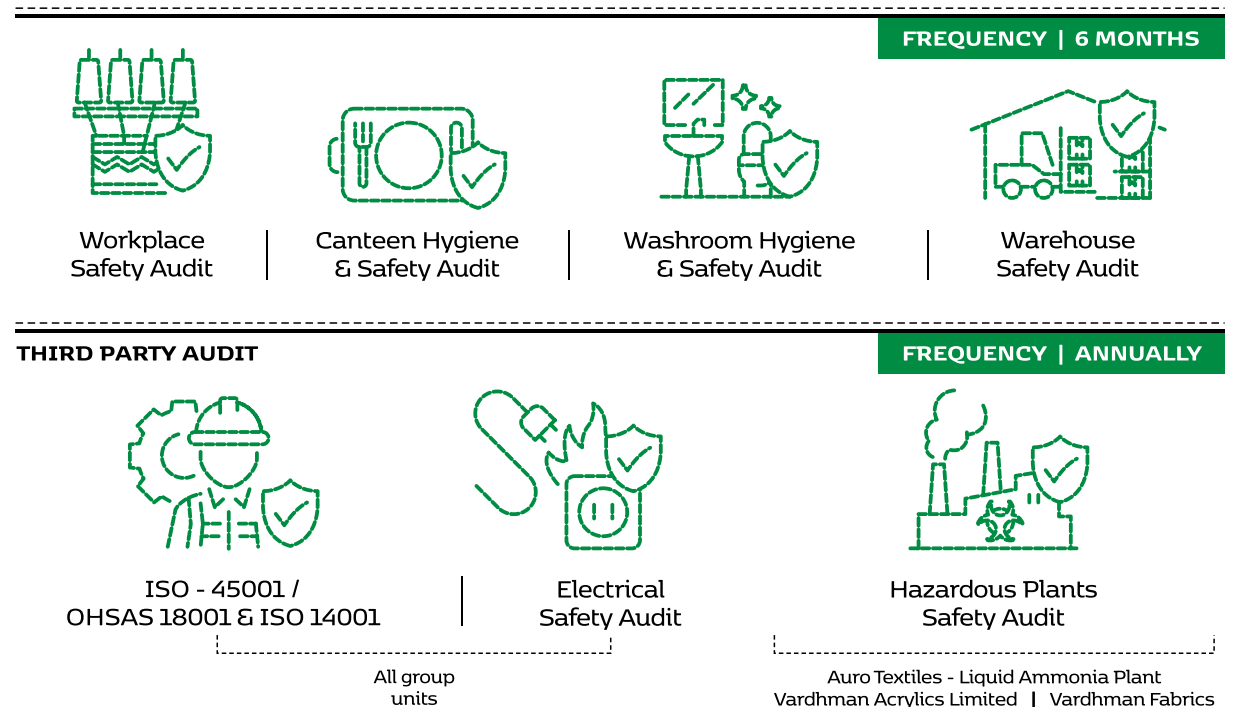 FREQUENCY | 6 MONTHS
Workplace
Safety Audit
Canteen Hygiene
& Safety Audit
Washroom Hygiene
& Safety Audit
Warehouse
Safety Audit
THIRD PARTY AUDIT
FREQUENCY | ANNUALLY
ISO - 45001 /
OHSAS 18001 & ISO 14001
Electrical
Safety Audit
Hazardous Plants
Safety Audit
All group
units
Auro Textiles - Liquid Ammonia Plant
Vardhman Acrylics Limited | Vardhman Fabrics